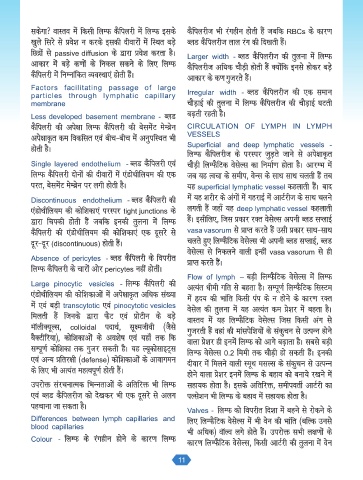 सकेगा? वास्तव में किसी लिम्फ कैपिलरी में लिम्फ इसके
खुले सिरे से प्रवेश न करके इसकी दीवारों में स्थित बड़े
छिद्रों से passive diffusion के द्वारा प्रवेश करता है।
आकार में बड़े कणों के निकल सकने के लिए लिम्फ
कैपिलरी में निम्नांकित व्यवस्थाएं होती हैं।
Factors facilitating passage of large
particles through lymphatic capillary
membrane
Less developed basement membrane - ब्लड
कैपिलरी की अपेक्षा लिम्फ कैपिलरी की बेसमेंट मेम्ब्रेन
अपेक्षाकृत कम विकसित एवं बीच-बीच में अनुपस्थित भी
होती है।
Single layered endothelium - ब्लड कैपिलरी एवं
लिम्फ कैपिलरी दोनों की दीवारों में एंडोथीलियम की एक
परत, बेसमेंट मेम्ब्रेन पर लगी होती है।
Discontinuous endothelium - ब्लड कैपिलरी की
एंडोथीलियम की कोशिकाएं परस्पर tight junctions के
द्वारा चिपकी होती हैं जबकि इनकी तुलना में लिम्फ
कैपिलरी की एंडोथीलियम की कोशिकाएं एक दूसरे से
दूर-दूर (discontinuous) होती हैं।
Absence of pericytes - ब्लड कैपिलरी के विपरीत
लिम्फ कैपिलरी के चारों ओर pericytes नहीं होतीं।
Large pinocytic vesicles - लिम्फ कैपिलरी की
एंडोथीलियम की कोशिकाओं में अपेक्षाकृत अधिक संख्या
में एवं बड़ी transcytotic एवं pinocytotic vesicles
मिलती हैं जिनके द्वारा फैट एवं प्रोटीन के बड़े
मॉलीक्यूल्स, colloidal पदार्थ, सूक्ष्मजीवी (जैसे
बैक्टीरिया), कोशिकाओं के अवशेष एवं यहाँ तक कि
सम्पूर्ण कोशिका तक गुजर सकती है। यह ल्यूकोसाइट्स
एवं अन्य प्रतिरक्षी (defense) कोशिकाओं के आवागमन
के लिए भी अत्यंत महत्वपूर्ण होती हैं।
उपरोक्त संरचनात्मक भिन्नताओं के अतिरिक्त भी लिम्फ
एवं ब्लड कैपिलरीज को देखकर भी एक दूसरे से अलग
पहचाना जा सकता है।
Differences between lymph capillaries and
blood capillaries
Colour - लिम्फ के रंगहीन होने के कारण लिम्फ
कैपिलरीज भी रंगहीन होती हैं जबकि RBCs के कारण
ब्लड कैपिलरीज लाल रंग की दिखती हैं।
Larger width - ब्लड कैपिलरीज की तुलना में लिम्फ
कैपिलरीज अधिक चौड़ी होती हैं क्योंकि इनसे होकर बड़े
आकार के कण गुजरते हैं।
Irregular width - ब्लड कैपिलरीज की एक समान
चौड़ाई की तुलना में लिम्फ कैपिलरीज की चौड़ाई घटती
बढ़ती रहती है।
CIRCULATION OF LYMPH IN LYMPH
VESSELS
Superficial and deep lymphatic vessels -
लिम्फ कैपिलरीज के परस्पर जुड़ते जाने से अपेक्षाकृत
चौड़ी लिम्फैटिक वेसेल्स का निर्माण होता है। आरम्भ में
जब यह त्वचा के समीप, वेन्स के साथ साथ चलती हैं तब
यह superficial lymphatic vessel कहलाती हैं। बाद
में यह शरीर के अंगों में गहराई में आर्टरीज के साथ चलने
लगती हैं जहाँ यह deep lymphatic vessel कहलाती
हैं। इसीलिए, जिस प्रकार रक्त वेसेल्स अपनी ब्लड सप्लाई
vasa vasorum से प्राप्त करते हैं उसी प्रकार साथ-साथ
चलते हुए लिम्फैटिक वेसेल्स भी अपनी ब्लड सप्लाई, ब्लड
वेसेल्स से निकलने वाली इन्हीं vasa vasorum से ही
प्राप्त करते हैं।
Flow of lymph - बड़ी लिम्फैटिक वेसेल्स में लिम्फ
अत्यंत धीमी गति से बहता है। सम्पूर्ण लिम्फैटिक सिस्टम
में हृदय की भांति किसी पंप के न होने के कारण रक्त
वेसेल की तुलना में यह अत्यंत कम प्रेशर में बहता है।
वास्तव में यह लिम्फैटिक वेसेल्स जिस किसी अंग से
गुजरती हैं वहां की मांसपेशियों के संकुचन से उत्पन्न होने
वाला प्रेशर ही इनमें लिम्फ को आगे बढ़ाता है। सबसे बड़ी
लिम्फ वेसेल्स 0.2 मिमी तक चौड़ी हो सकती हैं। इनकी
दीवार में मिलने वाली स्मूथ मसल्स के संकुचन से उत्पन्न
होने वाला प्रेशर इनमें लिम्फ के बहाव को बनाये रखने में
सहायक होता है। इसके अतिरिक्त, समीपवर्ती आर्टरी का
पल्सेशन भी लिम्फ के बहाव में सहायक होता है।
Valves - लिम्फ को विपरीत दिशा में बहने से रोकने के
लिए लिम्फैटिक वेसेल्स में भी वेन की भांति (बल्कि उनसे
भी अधिक) वॉल्व लगे होते हैं। उपरोक्त सभी लक्षणों के
कारण लिम्फैटिक वेसेल्स, किसी आर्टरी की तुलना में वेन
11